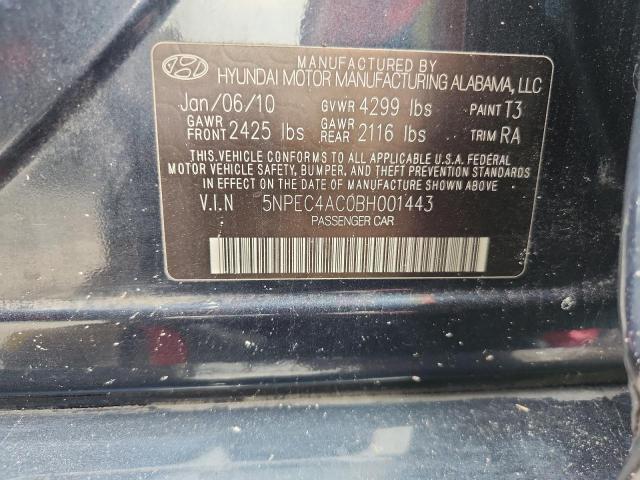 MANUFACTURED BY
HYUNDAI MOTOR MANUFACTURING ALABAMA, LLC
Jan/06/10 GVWR 4299 lbs PAINT T3
GAWR FRONT 2425 lbs GAWR REAR 2116 lbs TRIM RA
THIS VEHICLE CONFORMS TO ALL APPLICABLE U.S.A. FEDERAL
MOTOR VEHICLE SAFETY, BUMPER, AND THEFT PREVENTION
STANDARDS IN EFFECT ON THE DATE OF MANUFACTURE SHOWN ABOVE
V.I.N 5NPEC4AC0BH001443
PASSENGER CAR